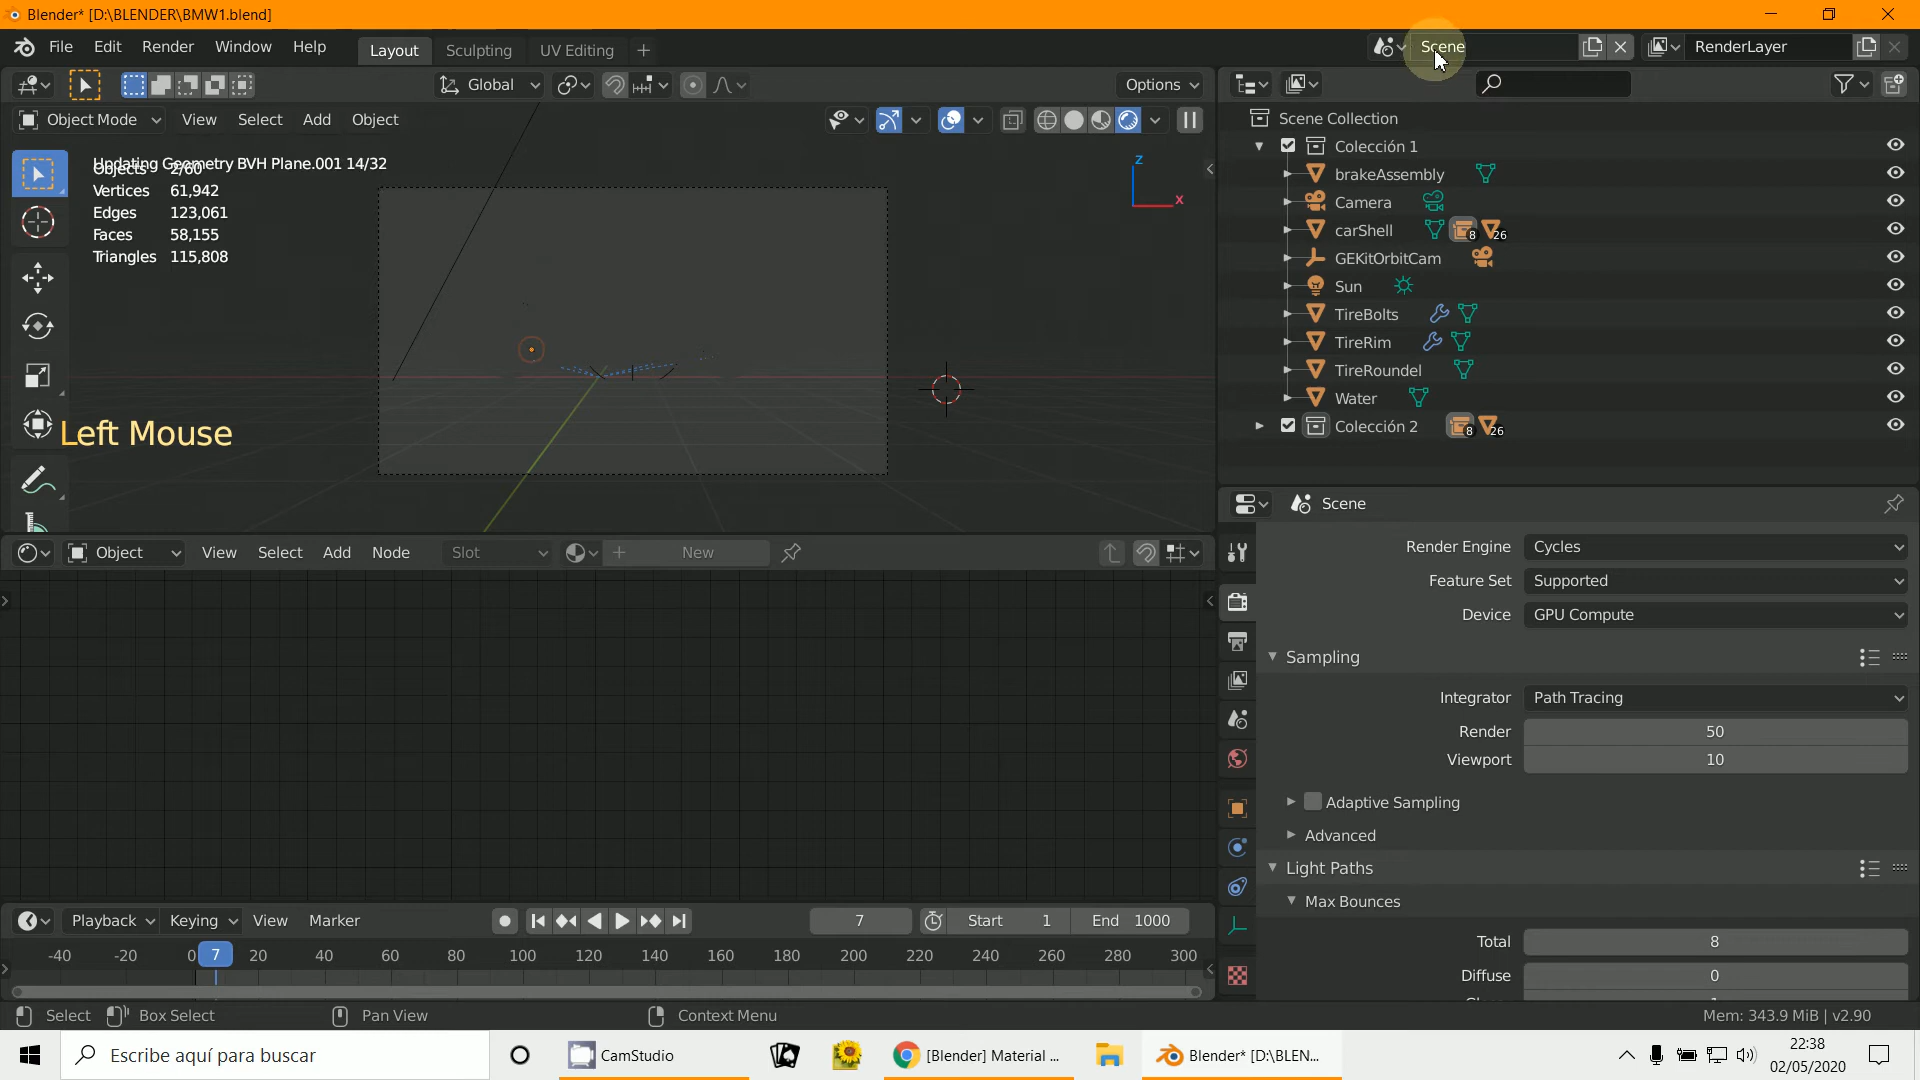 Blender* [D:\BLENDER\BMW1.blend]
File Edit Render Window Help Layout Sculpting UV Editing + Scene RenderLayer
Global Options
Object Mode View Select Add Object
Updating Geometry BVH Plane.001 14/32
Objects 2/60
Vertices 61,942
Edges 123,061
Faces 58,155
Triangles 115,808
Z
X
Left Mouse
Scene Collection
Colección 1
brakeAssembly
Camera
carShell 8 26
GEKitOrbitCam
Sun
TireBolts
TireRim
TireRoundel
Water
Colección 2 8 26
Scene
Render Engine Cycles
Feature Set Supported
Device GPU Compute
Sampling
Integrator Path Tracing
Render 50
Viewport 10
Adaptive Sampling
Advanced
Light Paths
Max Bounces
Total 8
Diffuse 0
Object View Select Add Node Slot New
Playback Keying View Marker 7 Start 1 End 1000
-40 -20 0 7 20 40 60 80 100 120 140 160 180 200 220 240 260 280 300
Select Box Select Pan View Context Menu Mem: 343.9 MiB | v2.90
Escribe aquí para buscar CamStudio [Blender] Material ... Blender* [D:\BLEN... 22:38
02/05/2020